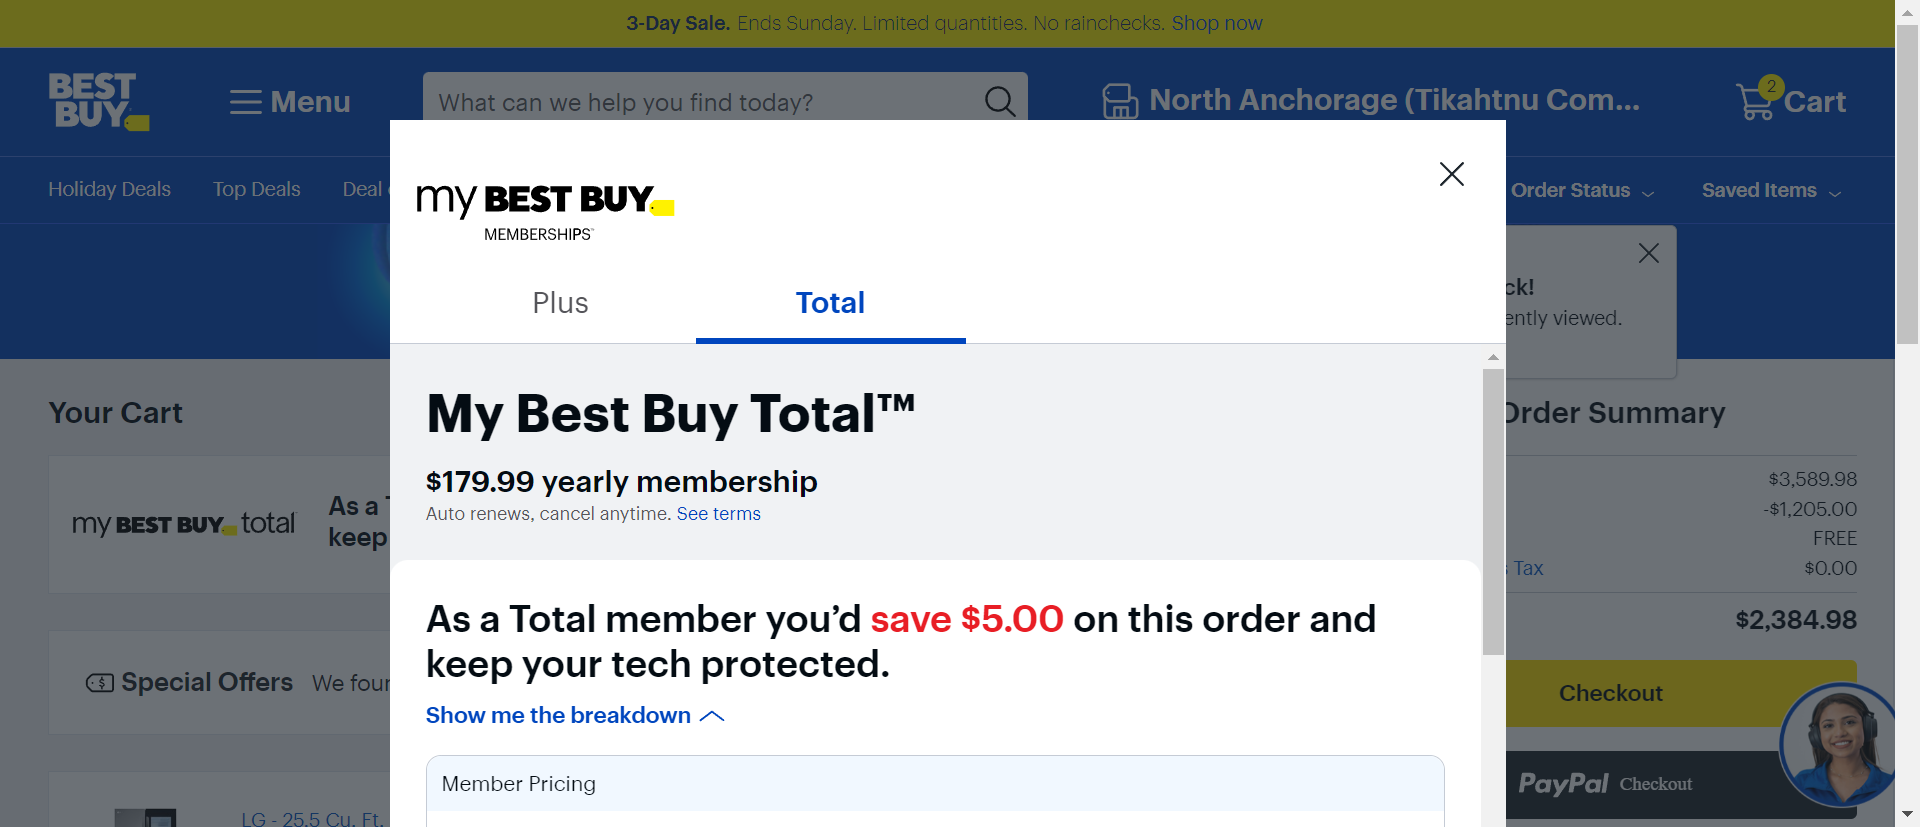 3-Day Sale. Ends Sunday. Limited quantities. No rainchecks. Shop now
BEST BUY
Menu
What can we help you find today?
North Anchorage (Tikahtnu Com...
2
Cart
Holiday Deals
Top Deals
Deal
Order Status
Saved Items
my BEST BUY
MEMBERSHIPS™
Plus
Total
My Best Buy Total™
$179.99 yearly membership
Auto renews, cancel anytime. See terms
As a Total member you’d save $5.00 on this order and
keep your tech protected.
Show me the breakdown
Member Pricing
ck!
ently viewed.
Your Cart
my BEST BUY total
As a T
keep
Special Offers
We four
LG - 25.5 Cu. Ft.
Order Summary
$3,589.98
-$1,205.00
FREE
s Tax
$0.00
$2,384.98
Checkout
PayPal Checkout